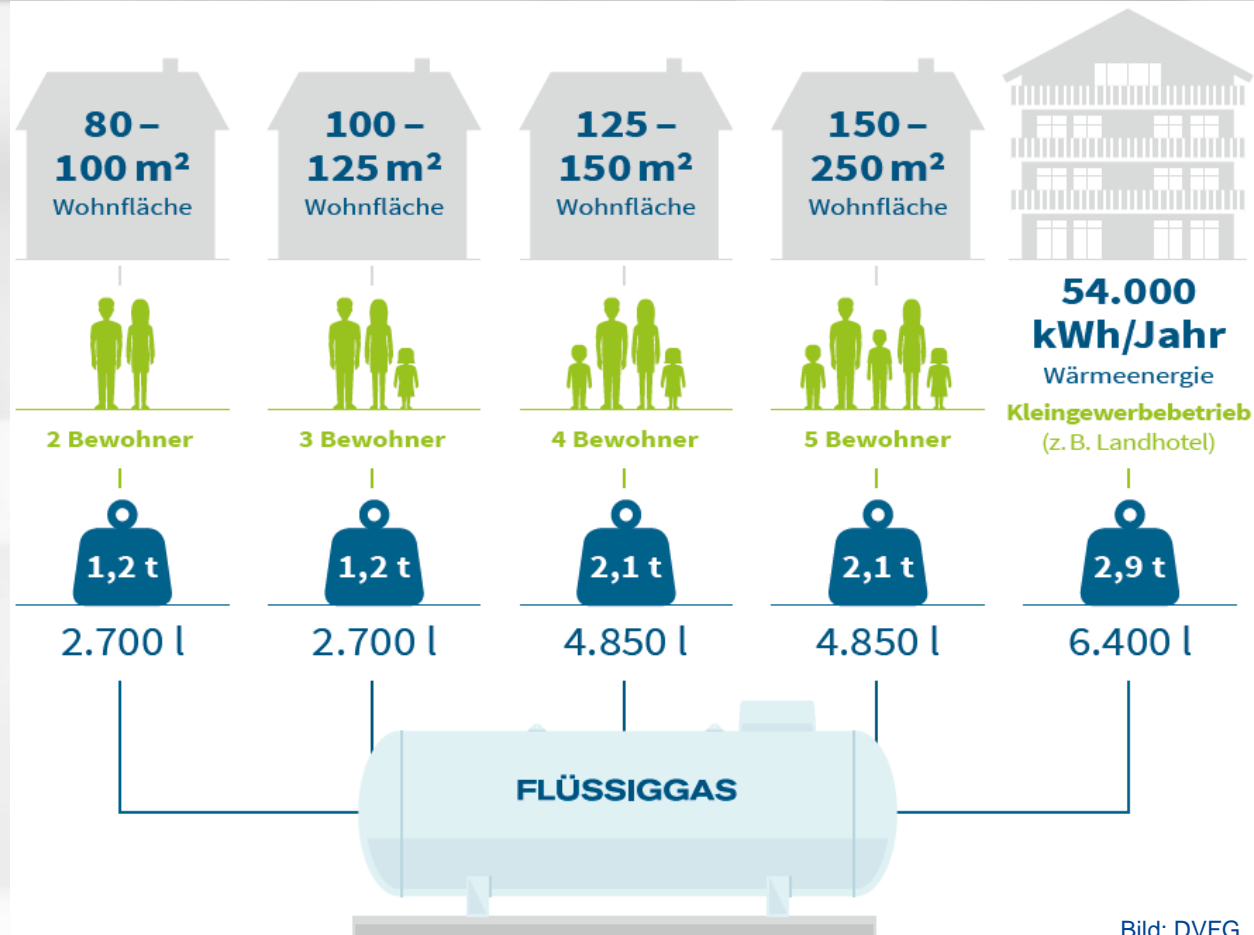 80 –
100 m²
Wohnfläche
100 –
125 m²
Wohnfläche
125 –
150 m²
Wohnfläche
150 –
250 m²
Wohnfläche
54.000
kWh/Jahr
Wärmeenergie
Kleingewerbebetrieb
(z. B. Landhotel)
2 Bewohner
3 Bewohner
4 Bewohner
5 Bewohner
1,2 t
1,2 t
2,1 t
2,1 t
2,9 t
2.700 l
2.700 l
4.850 l
4.850 l
6.400 l
FLÜSSIGGAS
Bild: DVFG